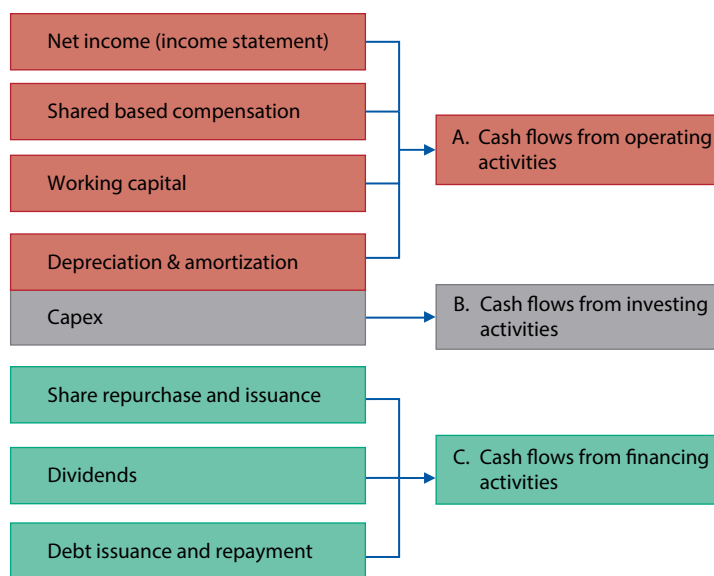 Net income (income statement)
Shared based compensation
Working capital
Depreciation & amortization
Capex
Share repurchase and issuance
Dividends
Debt issuance and repayment
A. Cash flows from operating
activities
B. Cash flows from investing
activities
C. Cash flows from financing
activities